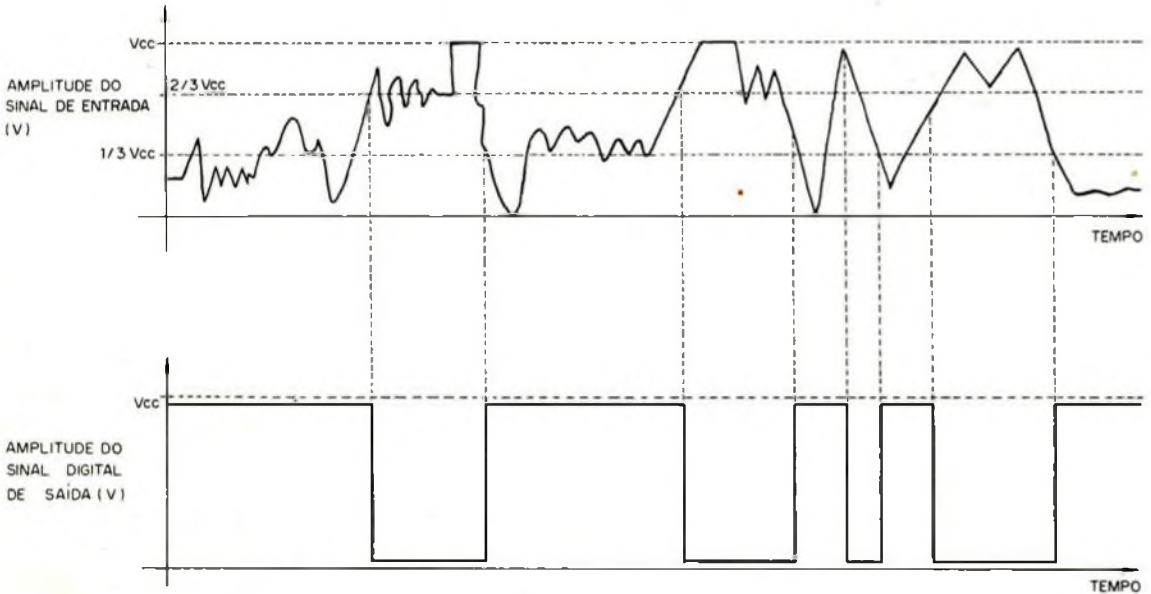 Vcc
AMPLITUDE DO
SINAL DE ENTRADA
(V)
2/3 Vcc
1/3 Vcc
TEMPO
Vcc
AMPLITUDE DO
SINAL DIGITAL
DE SAÍDA (V)
TEMPO